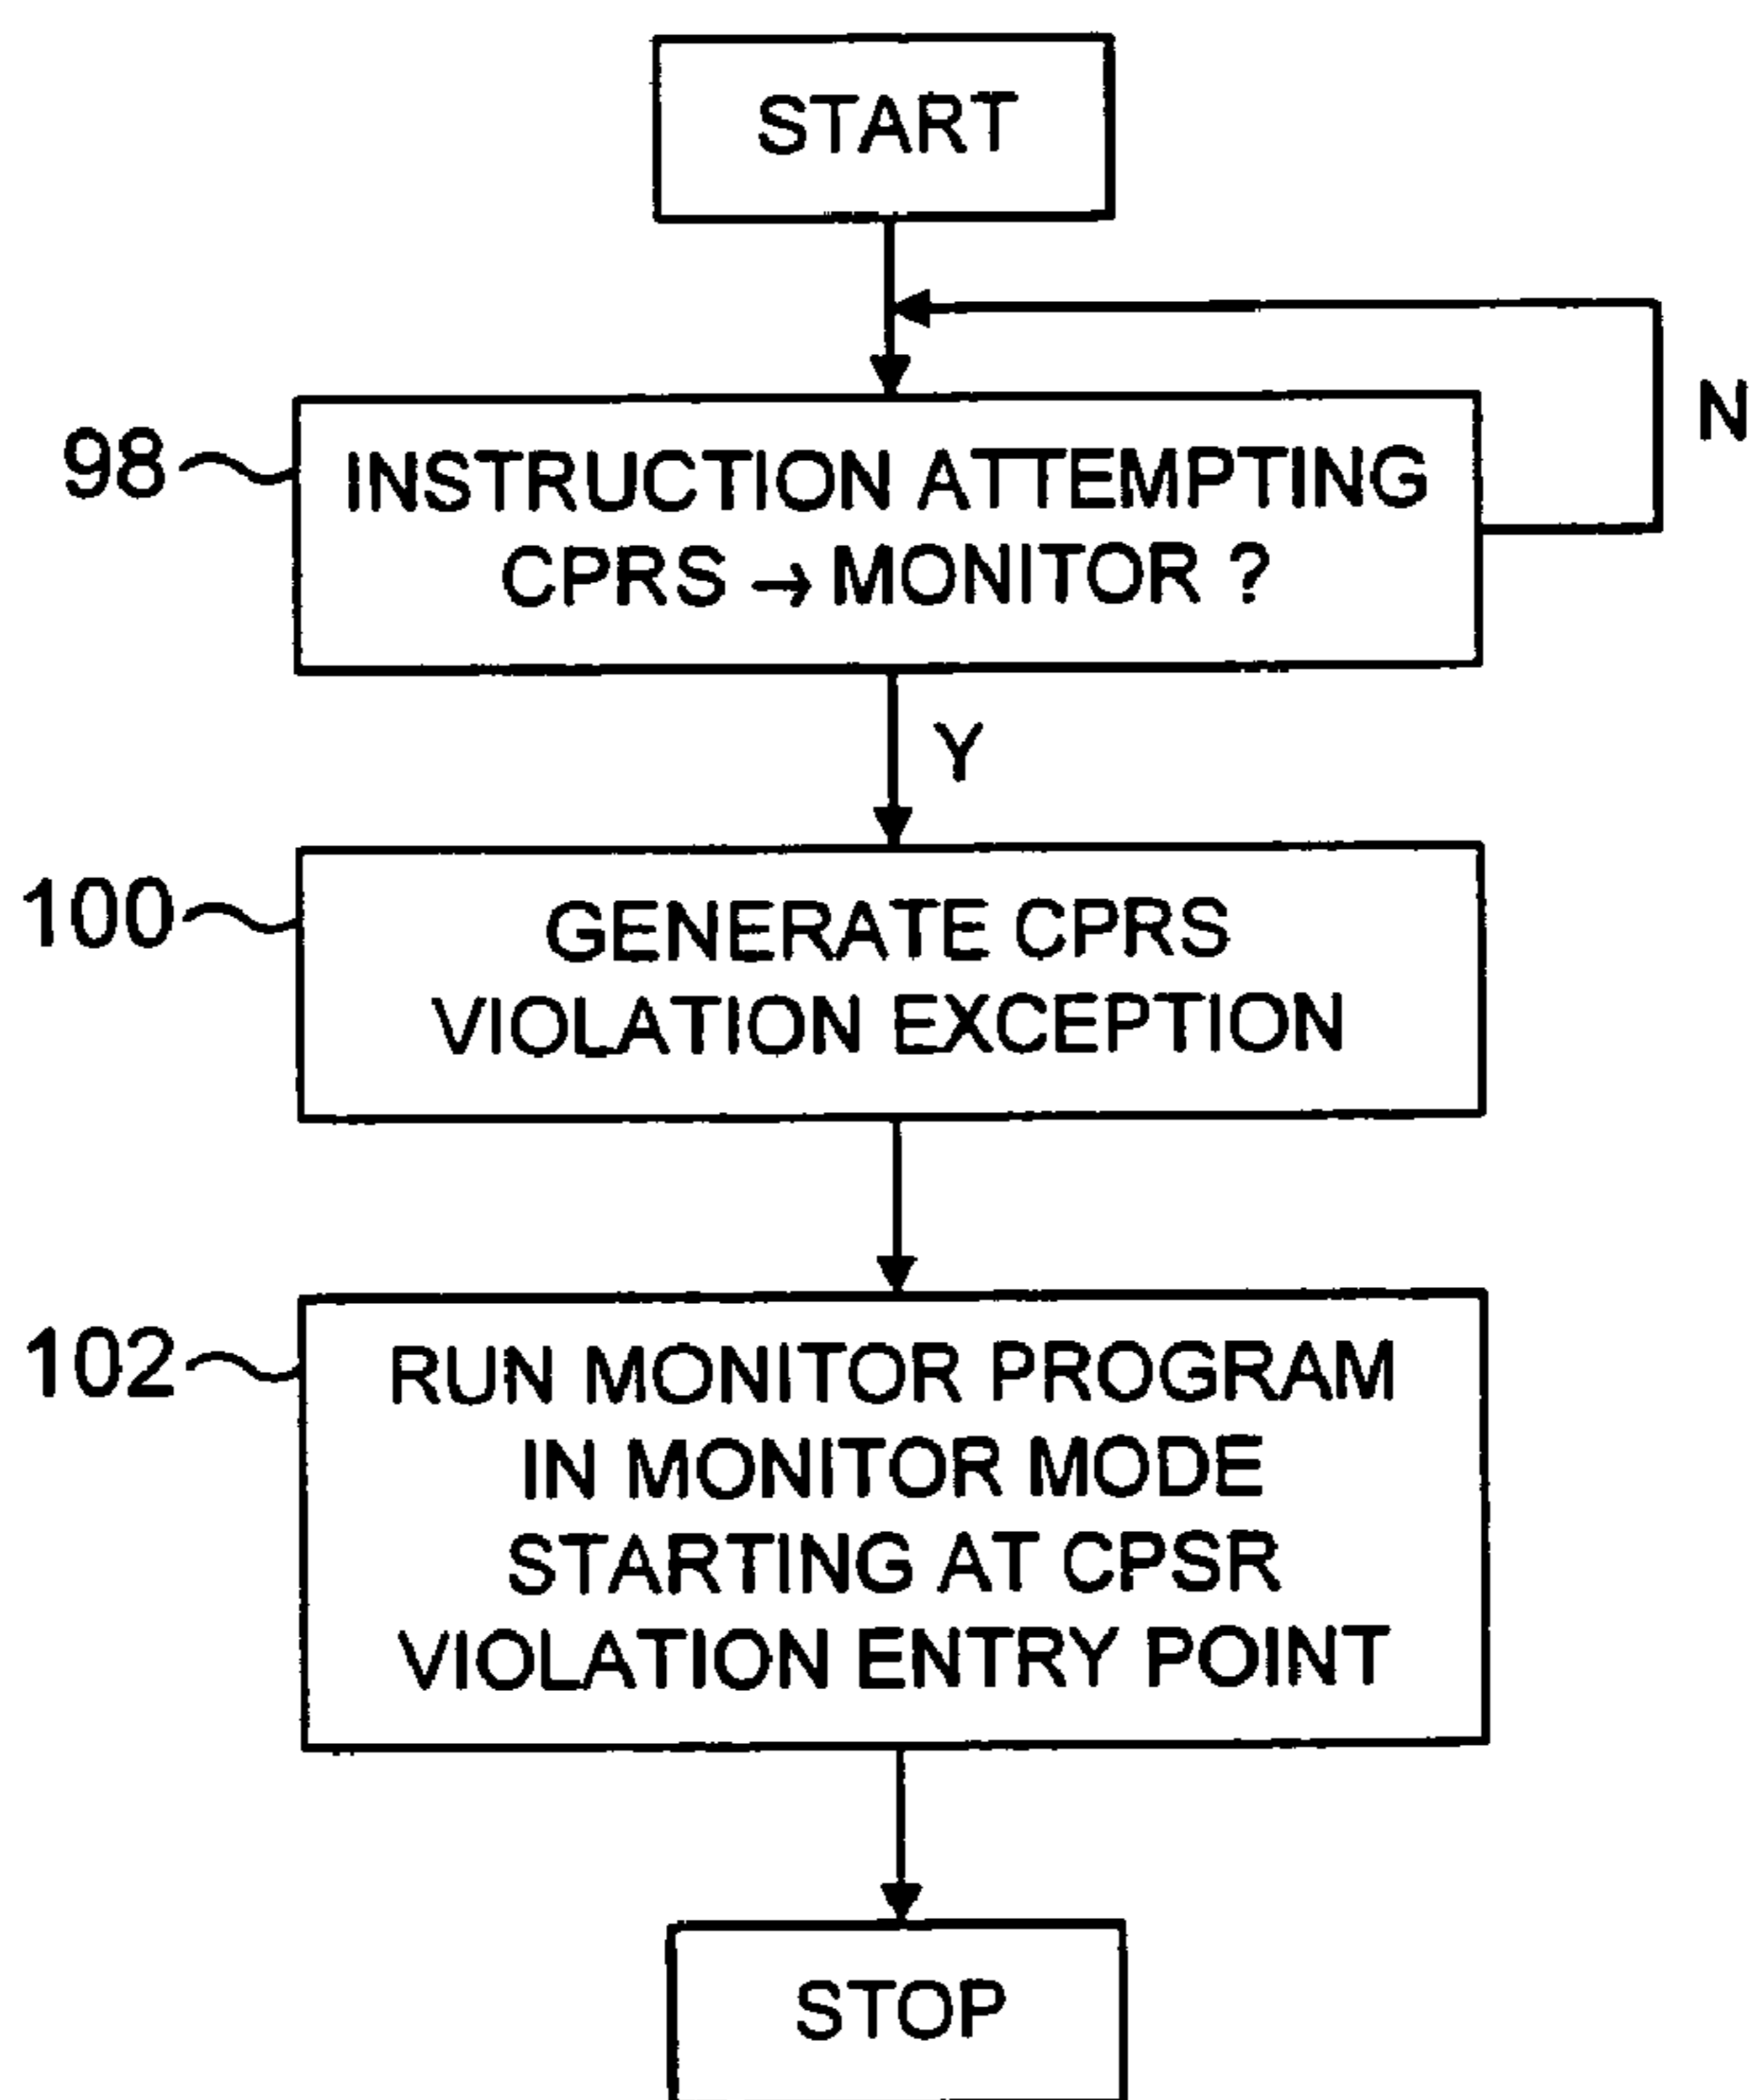 START
N
98
INSTRUCTION ATTEMPTING
CPRS → MONITOR ?
Y
100
GENERATE CPRS
VIOLATION EXCEPTION
102
RUN MONITOR PROGRAM
IN MONITOR MODE
STARTING AT CPSR
VIOLATION ENTRY POINT
STOP